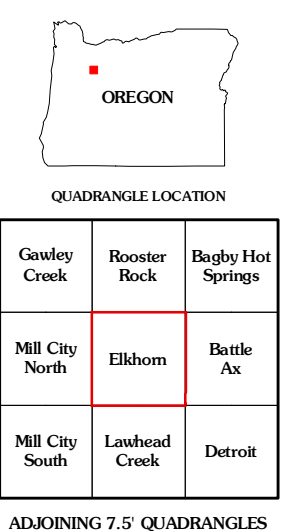 OREGON
QUADRANGLE LOCATION
Gawley
Creek
Rooster
Rock
Bagby Hot
Springs
Mill City
North
Elkhorn
Battle
Ax
Mill City
South
Lawhead
Creek
Detroit
ADJOINING 7.5' QUADRANGLES